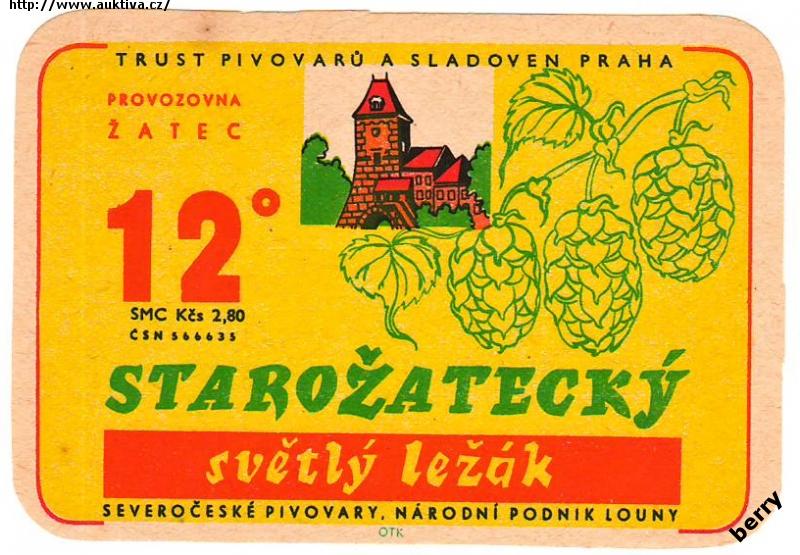 http://www.auktiva.cz/
TRUST PIVOVARŮ A SLADOVEN PRAHA
PROVOZOVNA
ŽATEC
12°
SMC Kčs 2,80
ČSN 566635
STAROŽATECKÝ
světlý ležák
SEVEROČESKÉ PIVOVARY, NÁRODNÍ PODNIK LOUNY
OTK
berry